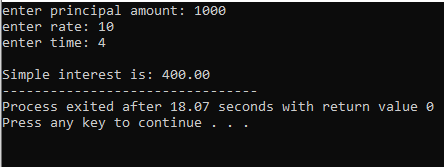 enter principal amount: 1000
enter rate: 10
enter time: 4
Simple interest is: 400.00
--------------------------------
Process exited after 18.07 seconds with return value 0
Press any key to continue . . .